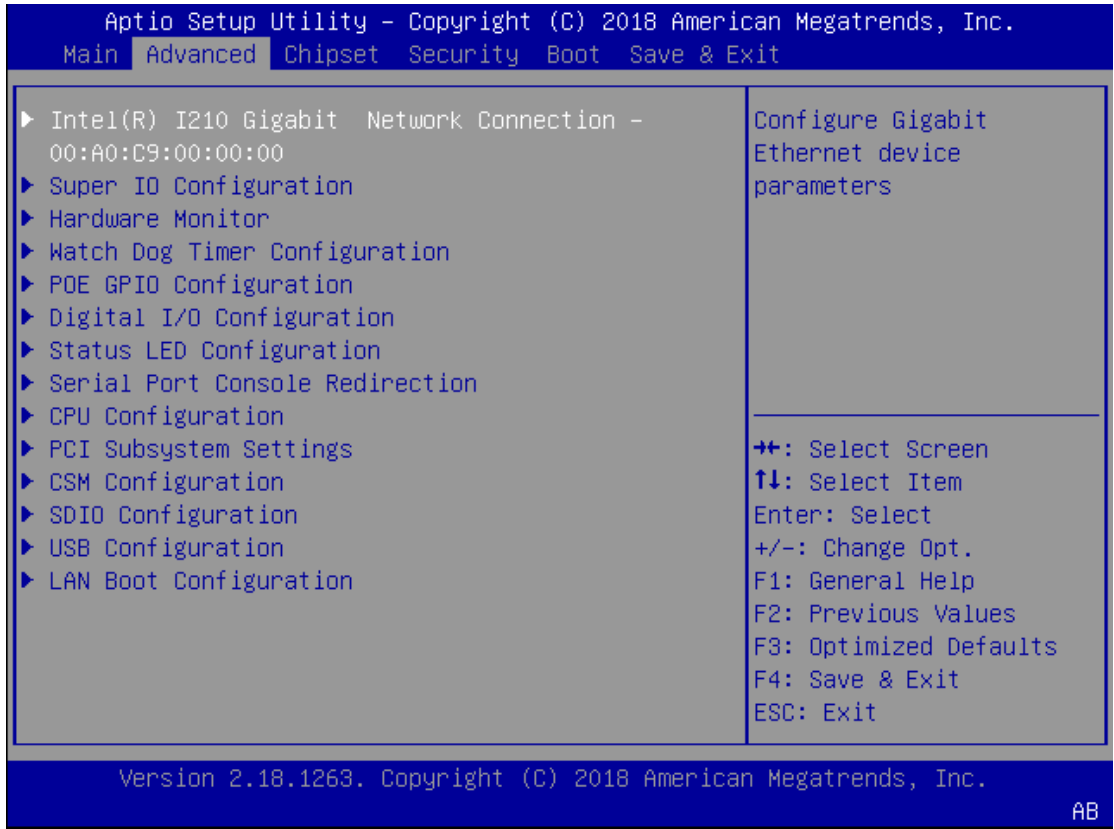 Aptio Setup Utility – Copyright (C) 2018 American Megatrends, Inc.
Main Advanced Chipset Security Boot Save & Exit
▶ Intel(R) I210 Gigabit  Network Connection –
00:A0:C9:00:00:00
▶ Super IO Configuration
▶ Hardware Monitor
▶ Watch Dog Timer Configuration
▶ POE GPIO Configuration
▶ Digital I/O Configuration
▶ Status LED Configuration
▶ Serial Port Console Redirection
▶ CPU Configuration
▶ PCI Subsystem Settings
▶ CSM Configuration
▶ SDIO Configuration
▶ USB Configuration
▶ LAN Boot Configuration
Configure Gigabit
Ethernet device
parameters
→←: Select Screen
↑↓: Select Item
Enter: Select
+/–: Change Opt.
F1: General Help
F2: Previous Values
F3: Optimized Defaults
F4: Save & Exit
ESC: Exit
Version 2.18.1263. Copyright (C) 2018 American Megatrends, Inc.
AB